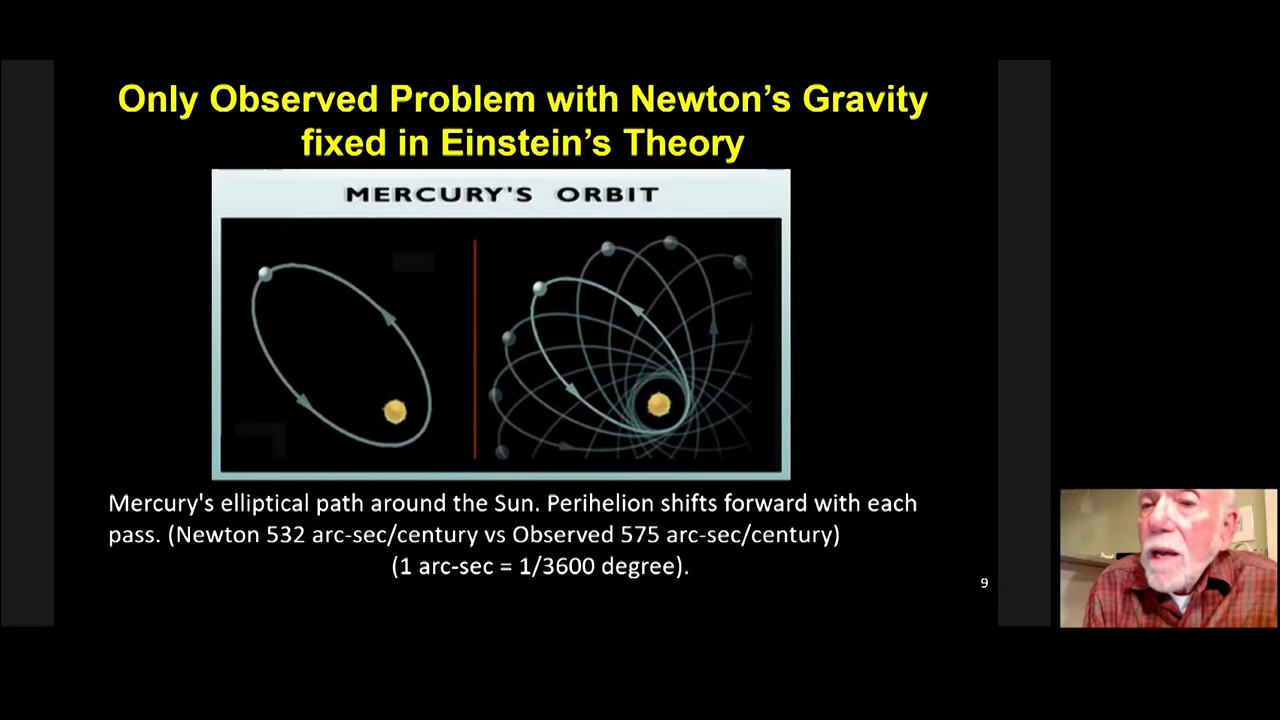 Only Observed Problem with Newton's Gravity
fixed in Einstein's Theory
MERCURY'S ORBIT
Mercury's elliptical path around the Sun. Perihelion shifts forward with each
pass. (Newton 532 arc-sec/century vs Observed 575 arc-sec/century)
(1 arc-sec = 1/3600 degree).
9